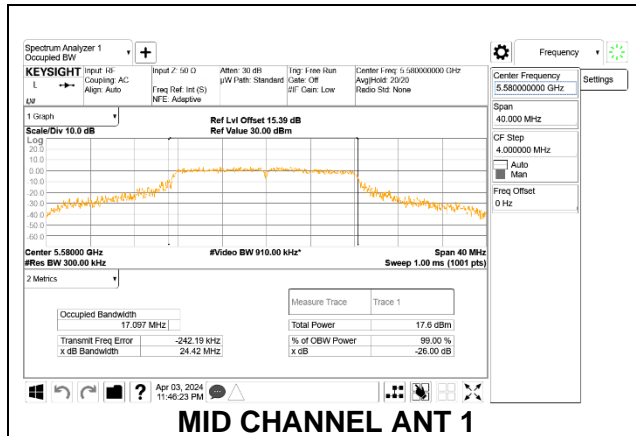 Spectrum Analyzer 1
Occupied BW
Frequency
KEYSIGHT
L
Input: RF
Coupling: AC
Align: Auto
Input Z: 50 Ω
Freq Ref: Int (S)
NFE: Adaptive
Atten: 30 dB
µW Path: Standard
Trig: Free Run
Gate: Off
#IF Gain: Low
Center Freq: 5.580000000 GHz
Avg|Hold: 20/20
Radio Std: None
Center Frequency
5.580000000 GHz
Settings
Span
40.000 MHz
CF Step
4.000000 MHz
Auto
Man
Freq Offset
0 Hz
1 Graph
Scale/Div 10.0 dB
Ref Lvl Offset 15.39 dB
Ref Value 30.00 dBm
Log
20.0
10.0
0.00
-10.0
-20.0
-30.0
-40.0
-50.0
-60.0
Center 5.58000 GHz
#Res BW 300.00 kHz
#Video BW 910.00 kHz*
Span 40 MHz
Sweep 1.00 ms (1001 pts)
2 Metrics
Measure Trace
Trace 1
Occupied Bandwidth
17.097 MHz
Total Power
17.6 dBm
Transmit Freq Error
-242.19 kHz
% of OBW Power
99.00 %
x dB Bandwidth
24.42 MHz
x dB
-26.00 dB
?
Apr 03, 2024
11:46:23 PM
MID CHANNEL ANT 1